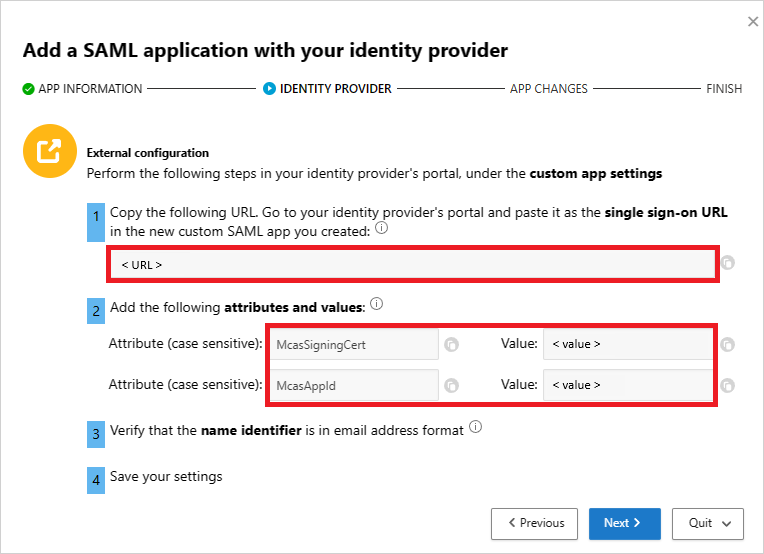 Add a SAML application with your identity provider
APP INFORMATION IDENTITY PROVIDER APP CHANGES FINISH
External configuration
Perform the following steps in your identity provider's portal, under the custom app settings
1 Copy the following URL. Go to your identity provider's portal and paste it as the single sign-on URL
in the new custom SAML app you created:
< URL >
2 Add the following attributes and values:
Attribute (case sensitive): McasSigningCert Value: < value >
Attribute (case sensitive): McasAppId Value: < value >
3 Verify that the name identifier is in email address format
4 Save your settings
Previous Next Quit